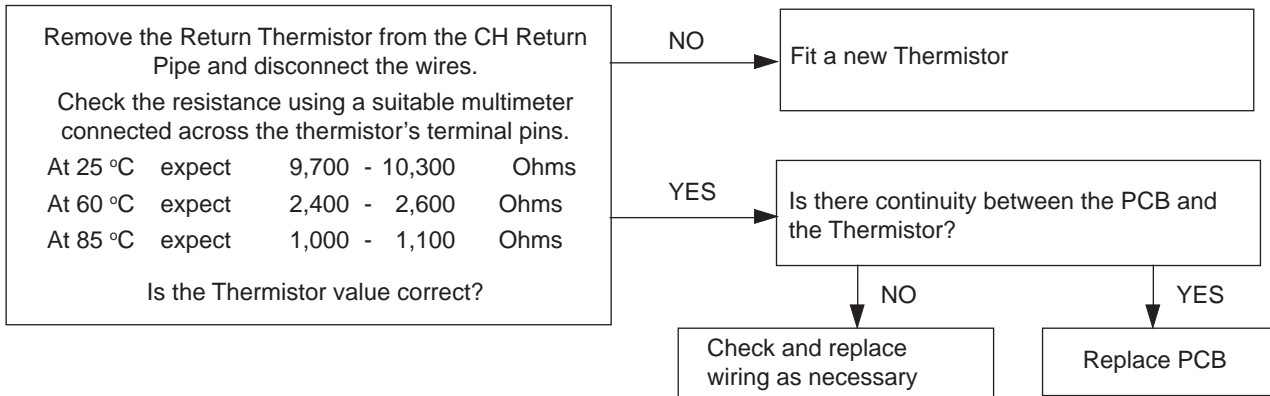 Remove the Return Thermistor from the CH Return
Pipe and disconnect the wires.
Check the resistance using a suitable multimeter
connected across the thermistor's terminal pins.
At 25 °C expect 9,700 - 10,300 Ohms
At 60 °C expect 2,400 - 2,600 Ohms
At 85 °C expect 1,000 - 1,100 Ohms
Is the Thermistor value correct?
NO
Fit a new Thermistor
YES
Is there continuity between the PCB and
the Thermistor?
NO
Check and replace
wiring as necessary
YES
Replace PCB